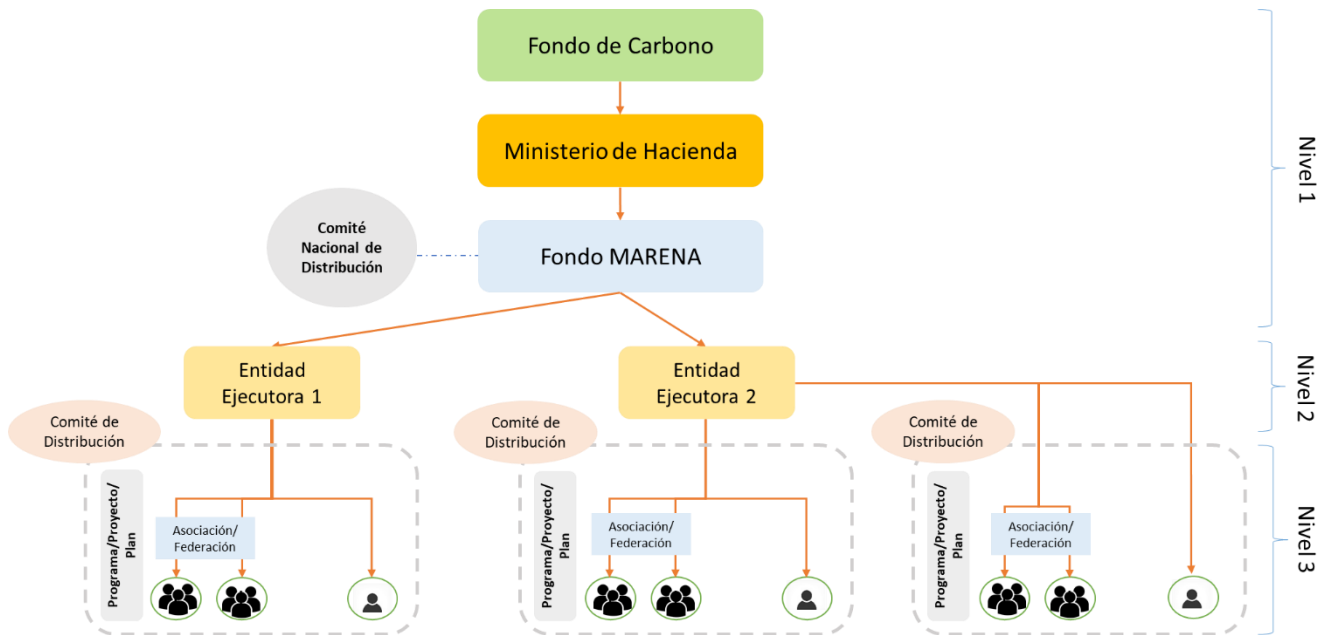 Fondo de Carbono
Ministerio de Hacienda
Nivel 1
Comité
Nacional de
Distribución
Fondo MARENA
Entidad
Ejecutora 1
Entidad
Ejecutora 2
Nivel 2
Comité de
Distribución
Comité de
Distribución
Comité de
Distribución
Programa/Proyecto/
Plan
Asociación/
Federación
Programa/Proyecto/
Plan
Asociación/
Federación
Programa/Proyecto/
Plan
Asociación/
Federación
Nivel 3